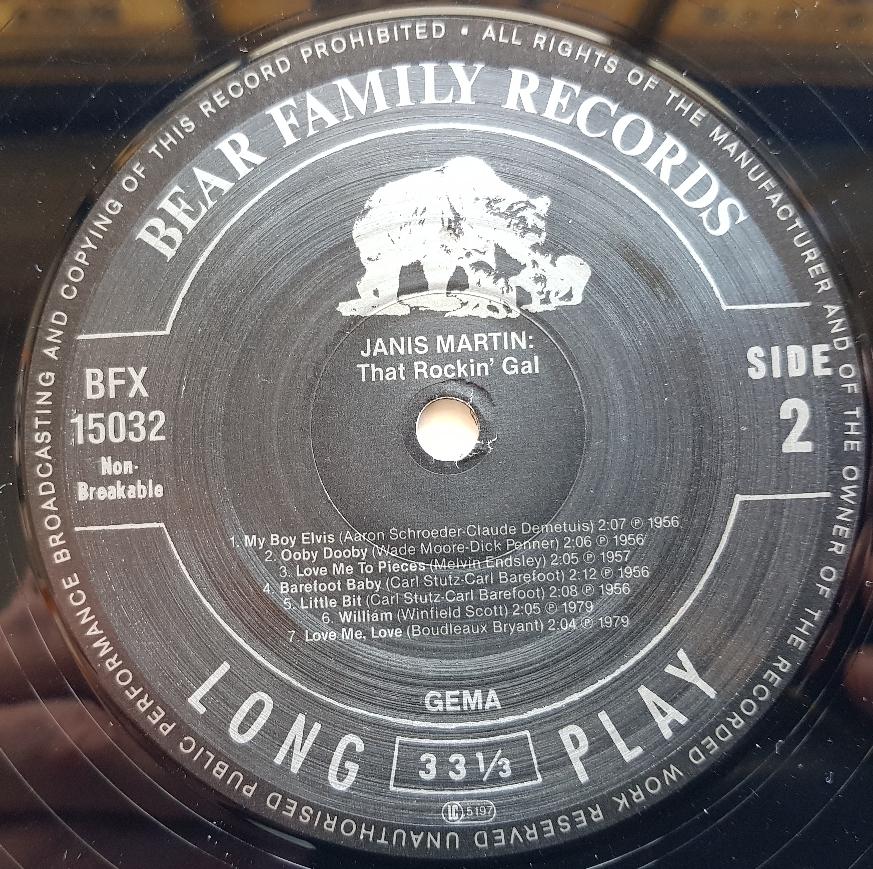 UNAUTHORISED PUBLIC PERFORMANCE BROADCASTING AND COPYING OF THIS RECORD PROHIBITED • ALL RIGHTS OF THE MANUFACTURER AND OF THE OWNER OF THE RECORDED WORK RESERVED
BEAR FAMILY RECORDS
JANIS MARTIN:
That Rockin' Gal
BFX
15032
Non-
Breakable
SIDE
2
1. My Boy Elvis (Aaron Schroeder-Claude Demetuis) 2:07 ℗ 1956
2. Ooby Dooby (Wade Moore-Dick Penner) 2:06 ℗ 1956
3. Love Me To Pieces (Melvin Endsley) 2:05 ℗ 1957
4. Barefoot Baby (Carl Stutz-Carl Barefoot) 2:12 ℗ 1956
5. Little Bit (Carl Stutz-Carl Barefoot) 2:08 ℗ 1956
6. William (Winfield Scott) 2:05 ℗ 1979
7. Love Me, Love (Boudleaux Bryant) 2:04 ℗ 1979
GEMA
LONG PLAY
33 1/3
LC 5197